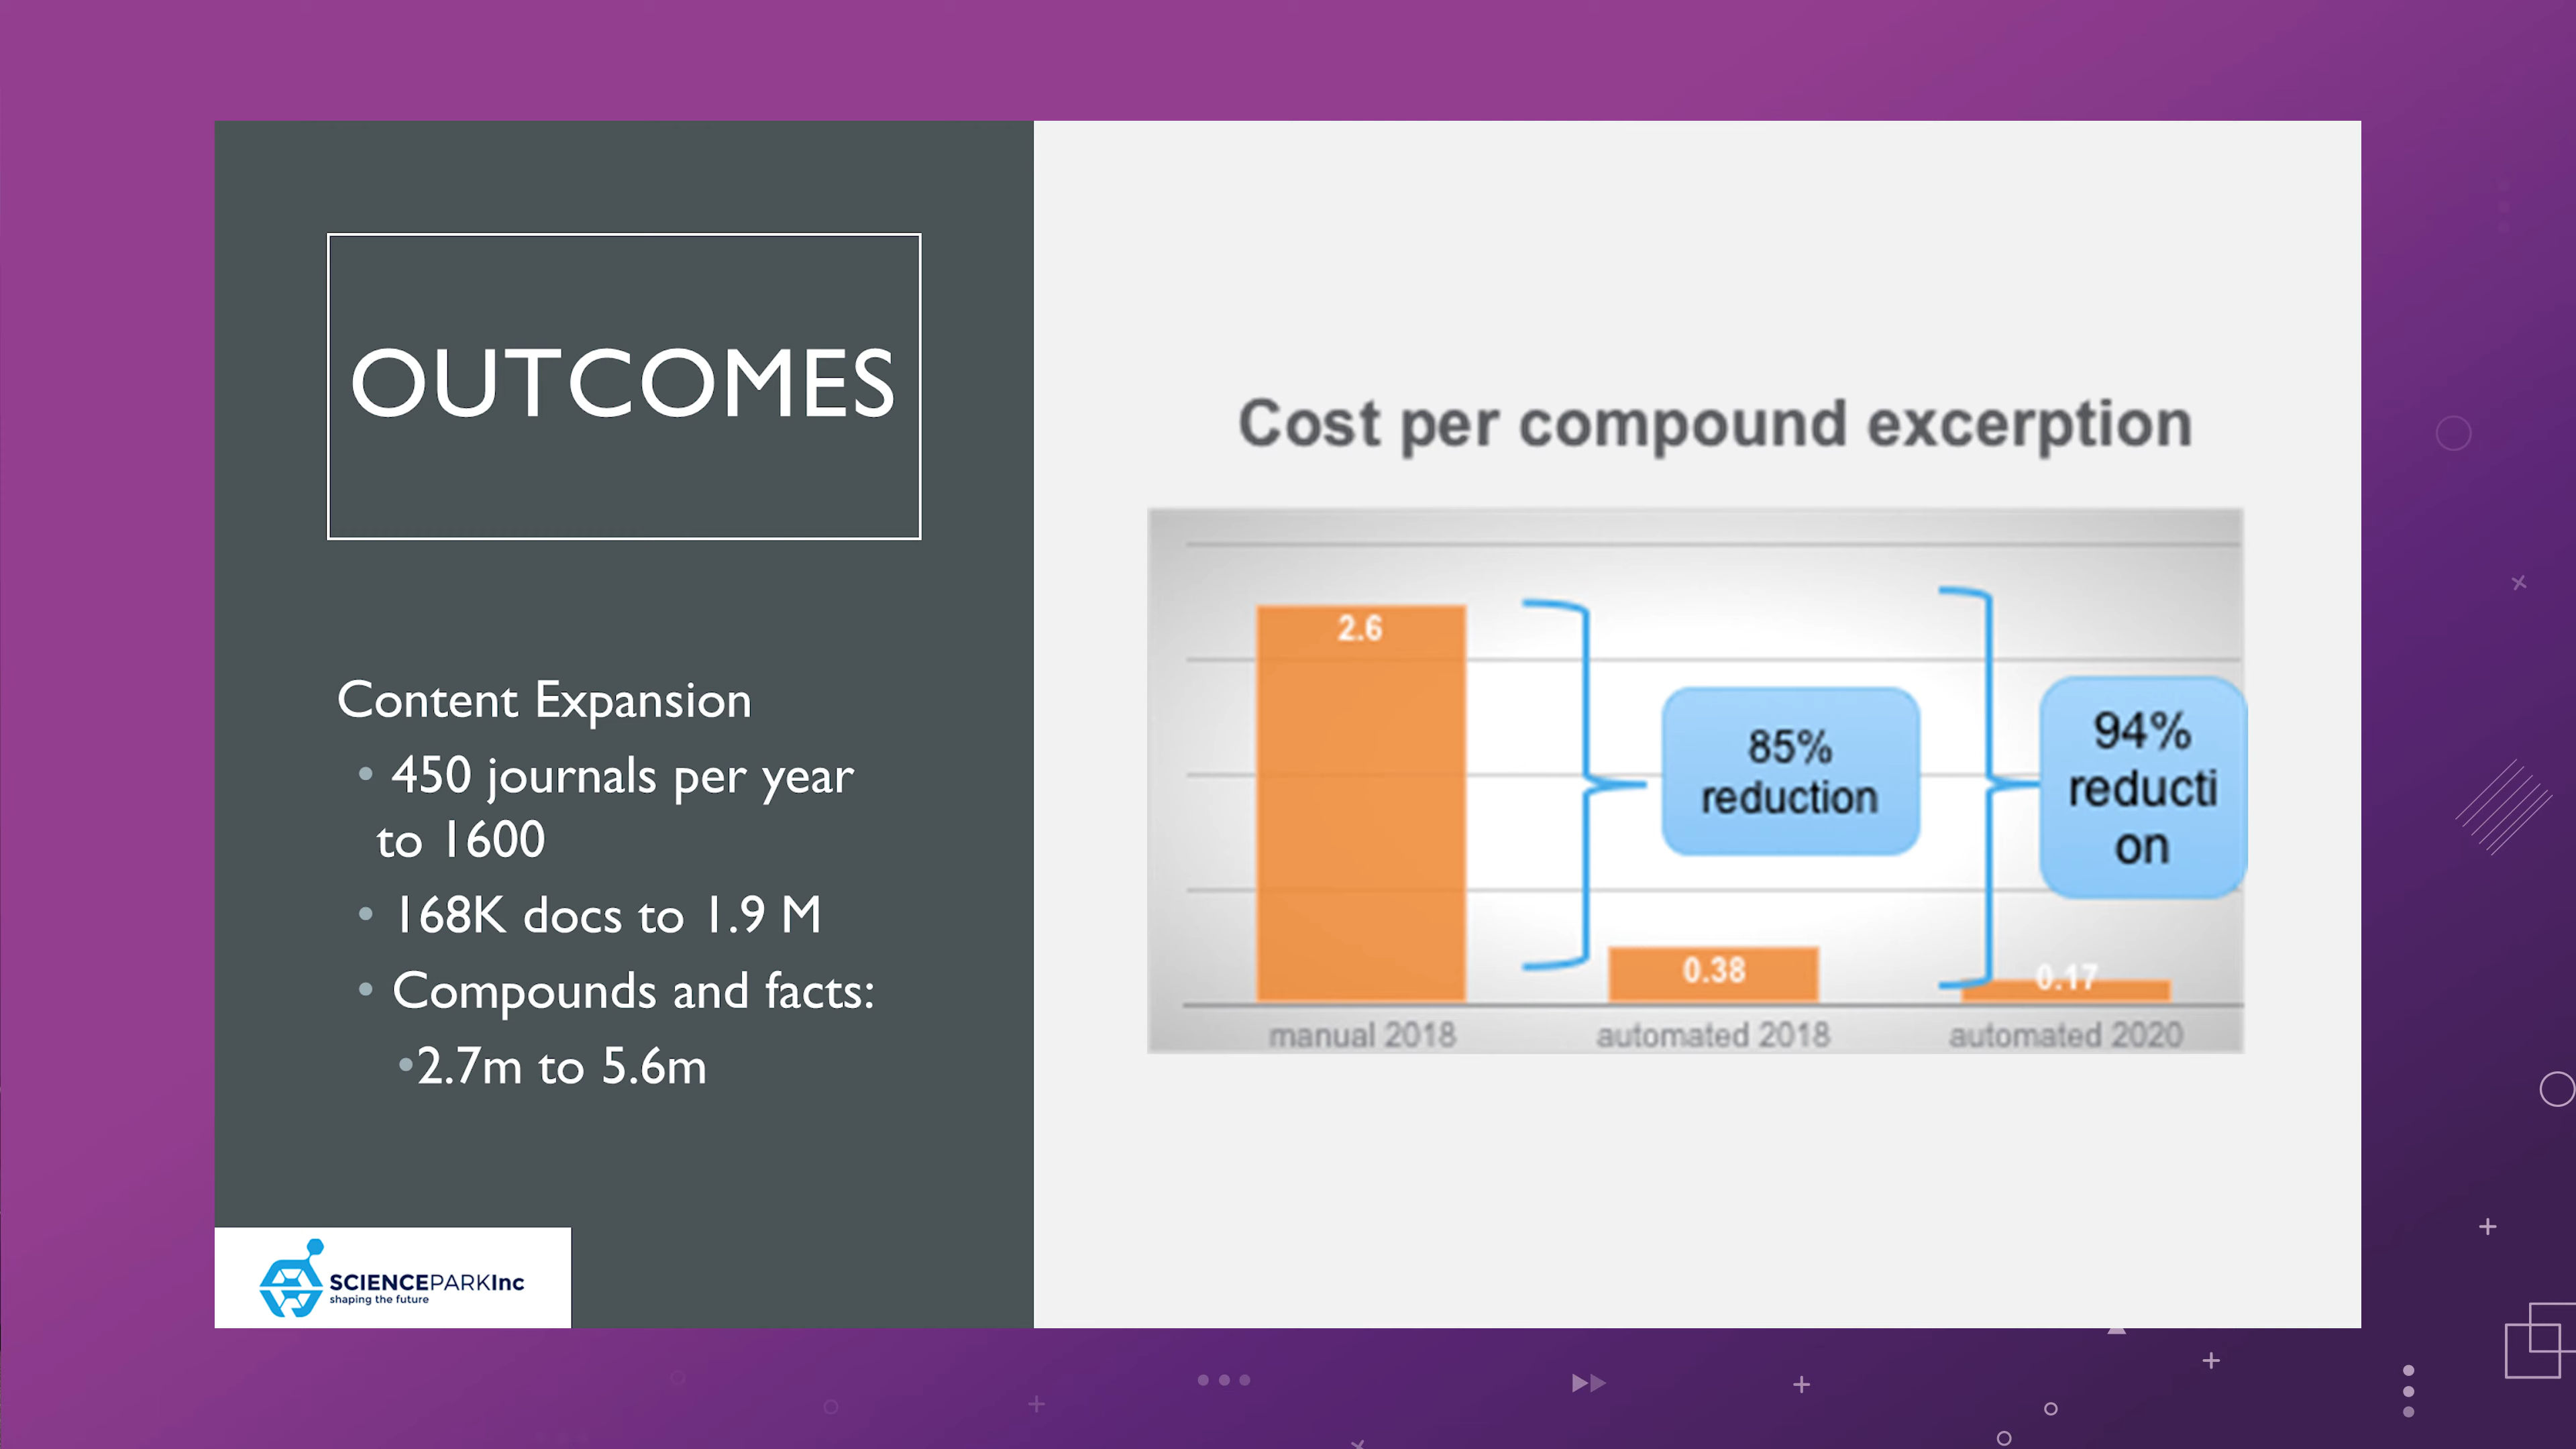 OUTCOMES
Content Expansion
• 450 journals per year
to 1600
• 168K docs to 1.9 M
• Compounds and facts:
•2.7m to 5.6m
SCIENCEPARKInc
shaping the future
Cost per compound excerption
2.6
85%
reduction
94%
reducti
on
0.38
0.17
manual 2018
automated 2018
automated 2020